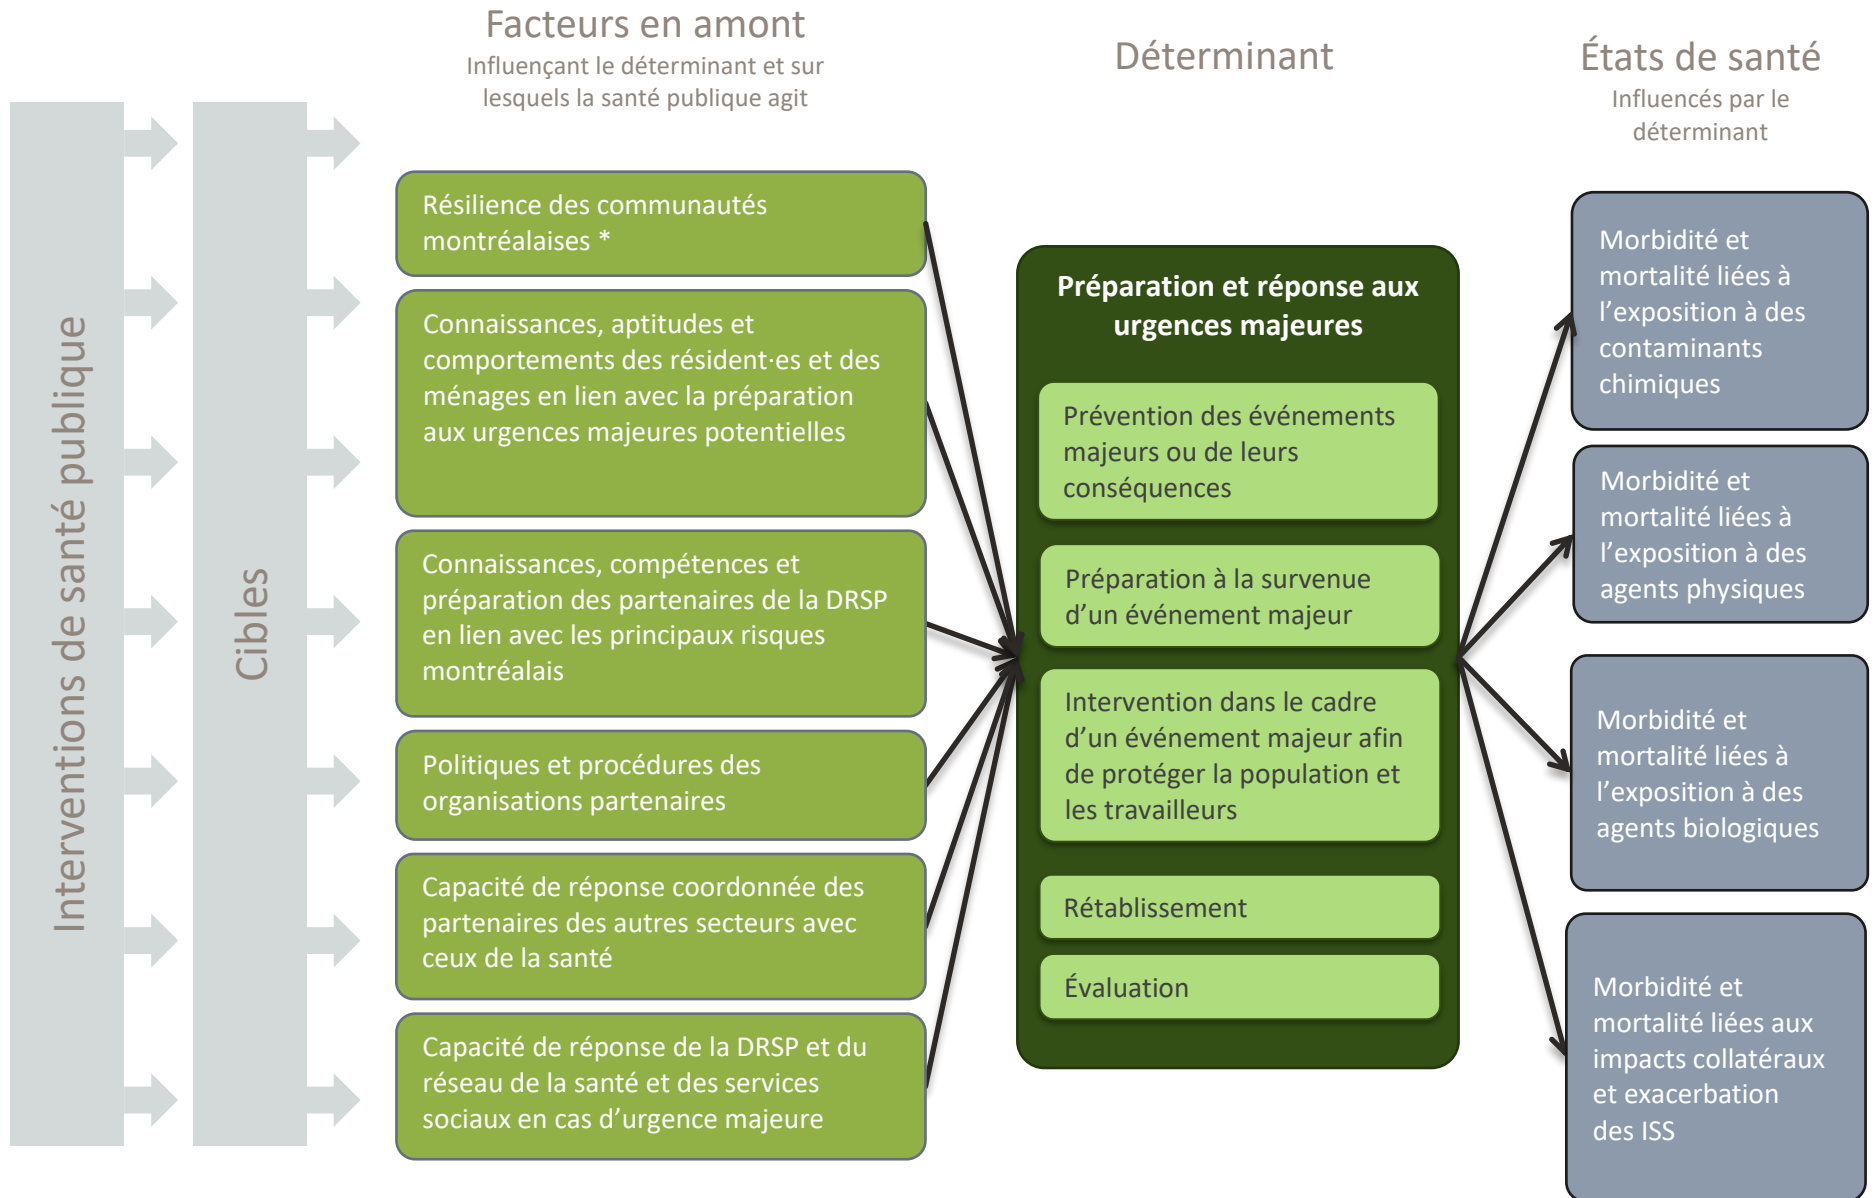 Facteurs en amont
Influençant le déterminant et sur
lesquels la santé publique agit
Déterminant
États de santé
Influencés par le
déterminant
Interventions de santé publique
Cibles
Résilience des communautés
montréalaises *
Connaissances, aptitudes et
comportements des résident·es et des
ménages en lien avec la préparation
aux urgences majeures potentielles
Connaissances, compétences et
préparation des partenaires de la DRSP
en lien avec les principaux risques
montréalais
Politiques et procédures des
organisations partenaires
Capacité de réponse coordonnée des
partenaires des autres secteurs avec
ceux de la santé
Capacité de réponse de la DRSP et du
réseau de la santé et des services
sociaux en cas d’urgence majeure
Préparation et réponse aux
urgences majeures
Prévention des événements
majeurs ou de leurs
conséquences
Préparation à la survenue
d’un événement majeur
Intervention dans le cadre
d’un événement majeur afin
de protéger la population et
les travailleurs
Rétablissement
Évaluation
Morbidité et
mortalité liées à
l’exposition à des
contaminants
chimiques
Morbidité et
mortalité liées à
l’exposition à des
agents physiques
Morbidité et
mortalité liées à
l’exposition à des
agents biologiques
Morbidité et
mortalité liées aux
impacts collatéraux
et exacerbation
des ISS